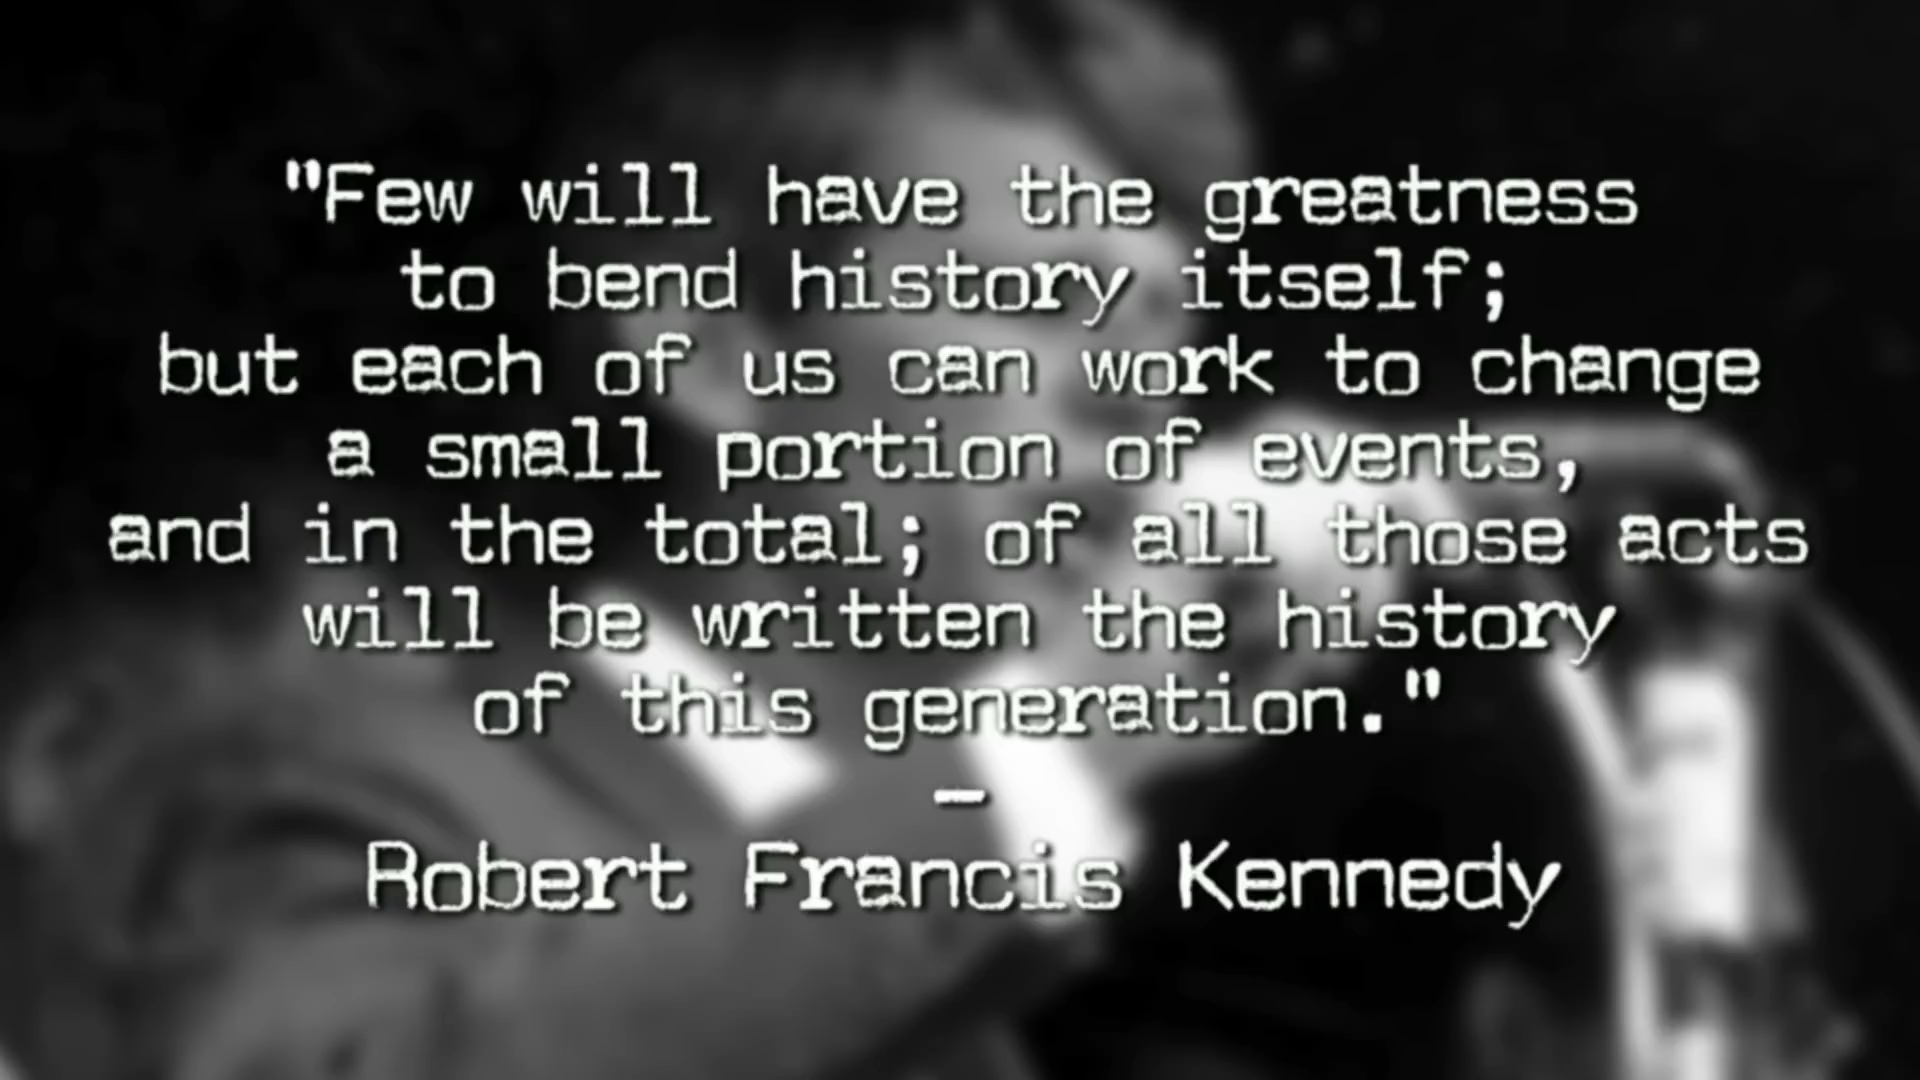 "Few will have the greatness
to bend history itself;
but each of us can work to change
a small portion of events,
and in the total; of all those acts
will be written the history
of this generation."
—
Robert Francis Kennedy